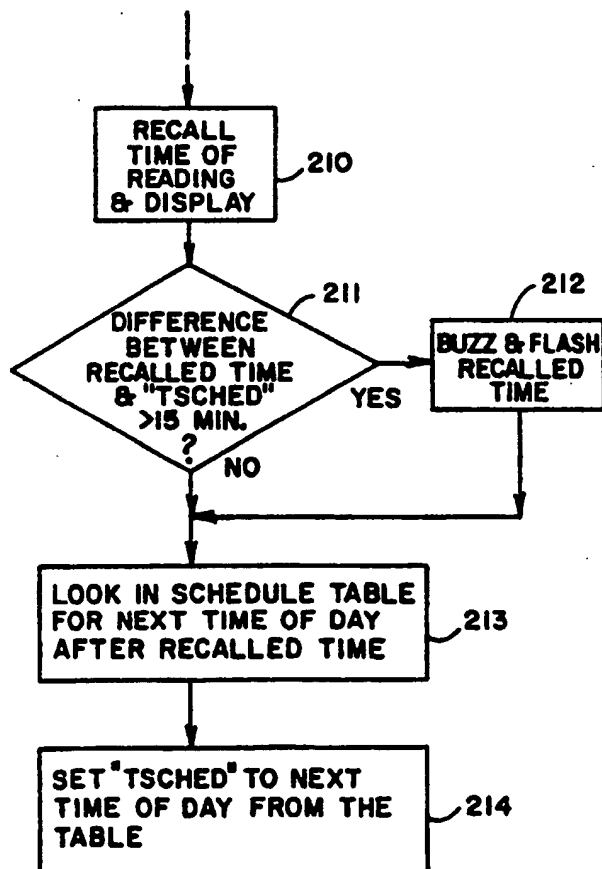 RECALL
TIME OF
READING
& DISPLAY
210
211
DIFFERENCE
BETWEEN
RECALLED TIME
& "TSCHED"
>15 MIN.
?
YES
NO
212
BUZZ & FLASH
RECALLED
TIME
LOOK IN SCHEDULE TABLE
FOR NEXT TIME OF DAY
AFTER RECALLED TIME
213
SET "TSCHED" TO NEXT
TIME OF DAY FROM THE
TABLE
214